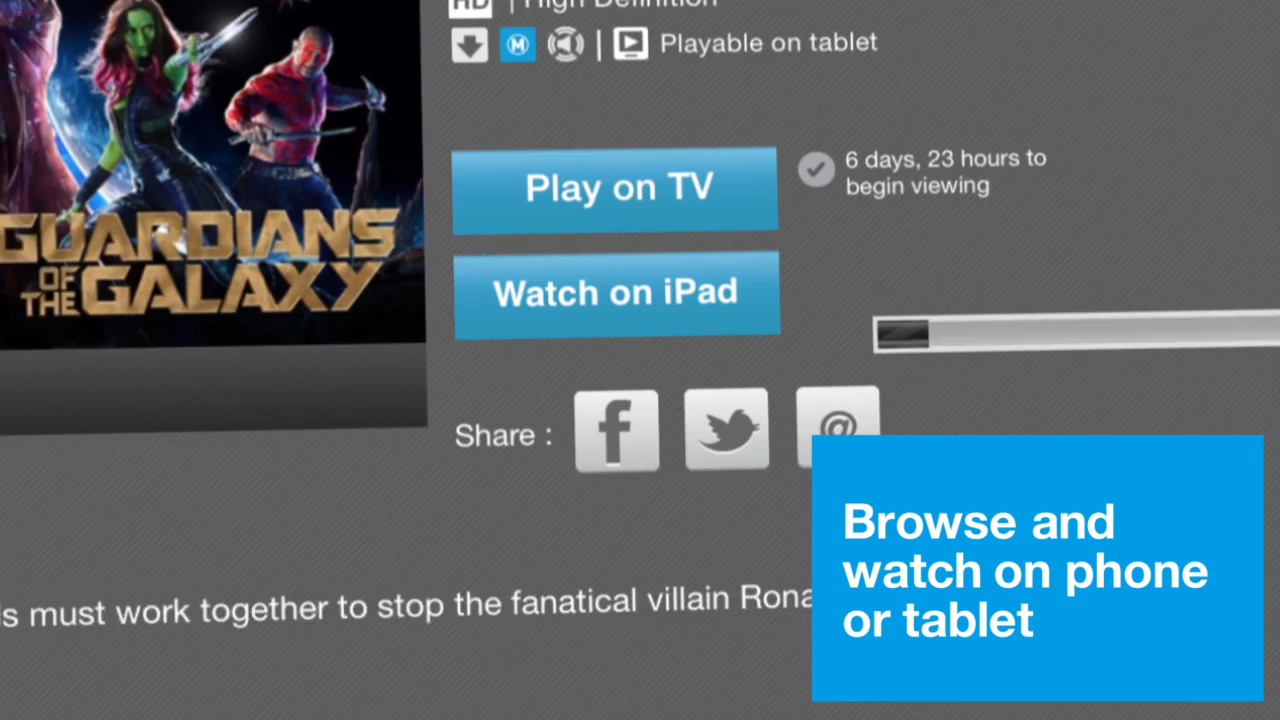 HD | High Definition
M | Playable on tablet
Play on TV
6 days, 23 hours to
begin viewing
Watch on iPad
GUARDIANS
OF
THE GALAXY
Share :
f
@
must work together to stop the fanatical villain
Browse and
watch on phone
or tablet